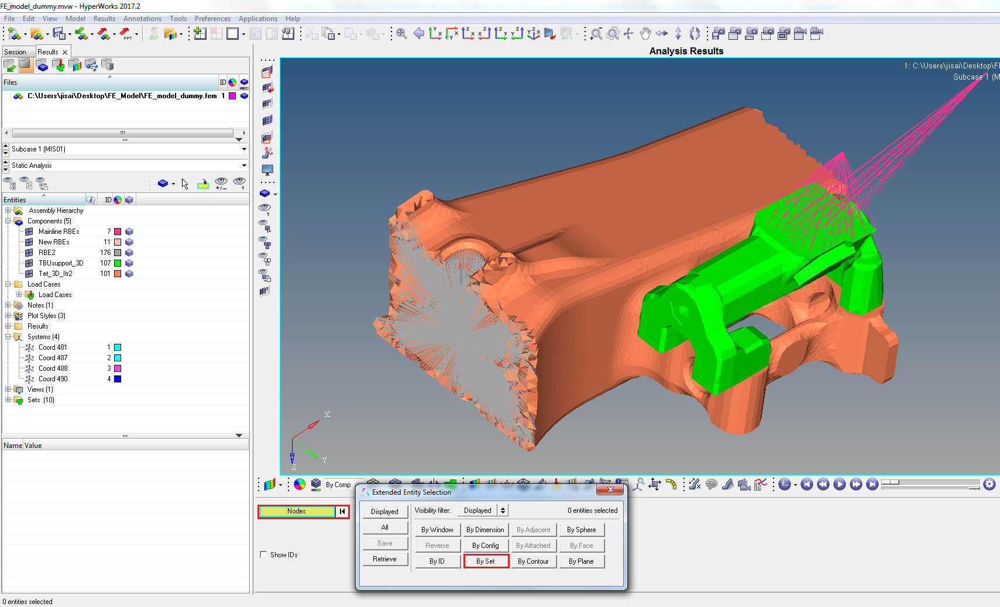 FE_model_dummy.mvw - HyperWorks 2017.2
File Edit View Model Results Annotations Tools Preferences Applications Help
PPT
Session Results
Files ID
C:\Users\jisai\Desktop\FE_Model\FE_model_dummy.fem 1
Subcase 1 (MIS01)
Static Analysis
Entities ID
Assembly Hierarchy
Components (5)
Mainline RBEs 7
New RBEs 11
RBE2 176
TBUsupport_3D 107
Tet_3D_Itr2 101
Load Cases
Load Cases
Notes (1)
Plot Styles (3)
Results
Systems (4)
Coord 481 1
Coord 487 2
Coord 488 3
Coord 490 4
Views (1)
Sets (10)
Name Value
0 entities selected
Analysis Results
1: C:\Users\jisai\Desktop\F
Subcase 1 (M
X
Y
Z
By Comp
Nodes
Show IDs
Extended Entity Selection
Displayed
All
Save
Retrieve
Visibility filter: Displayed 0 entities selected
By Window By Dimension By Adjacent By Sphere
Reverse By Config By Attached By Face
By ID By Set By Contour By Plane